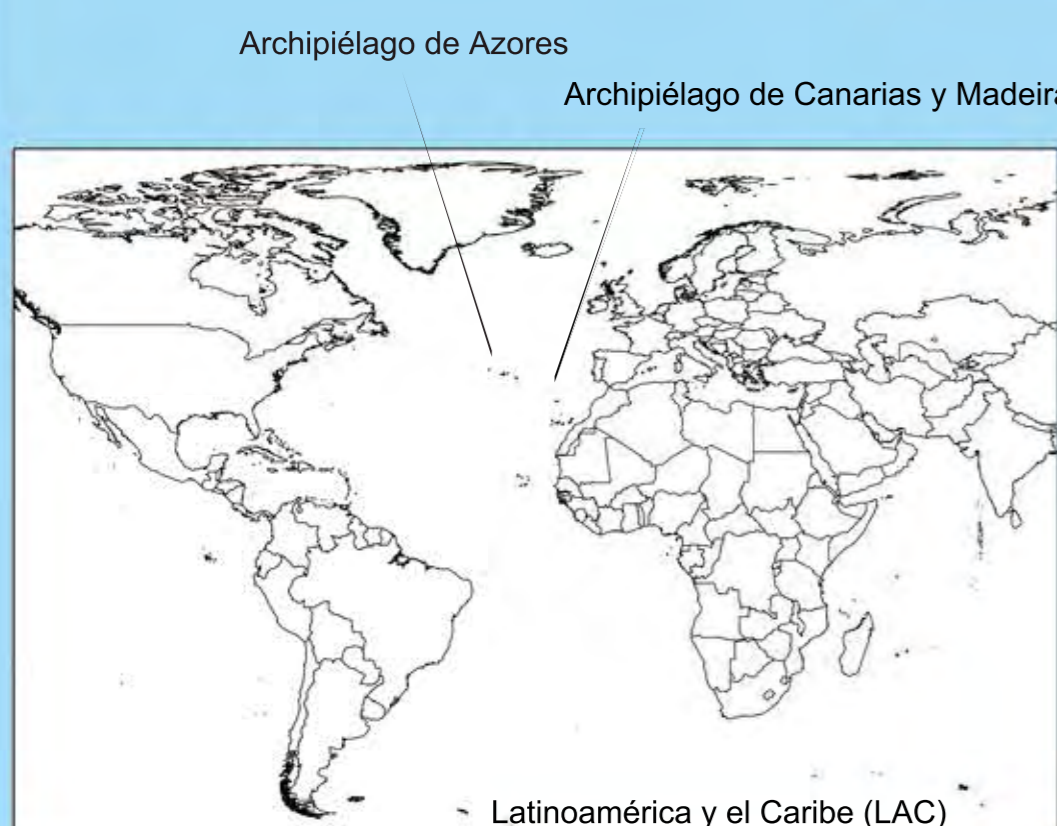 Archipiélago de Azores
Archipiélago de Canarias y Madeira
Latinoamérica y el Caribe (LAC)